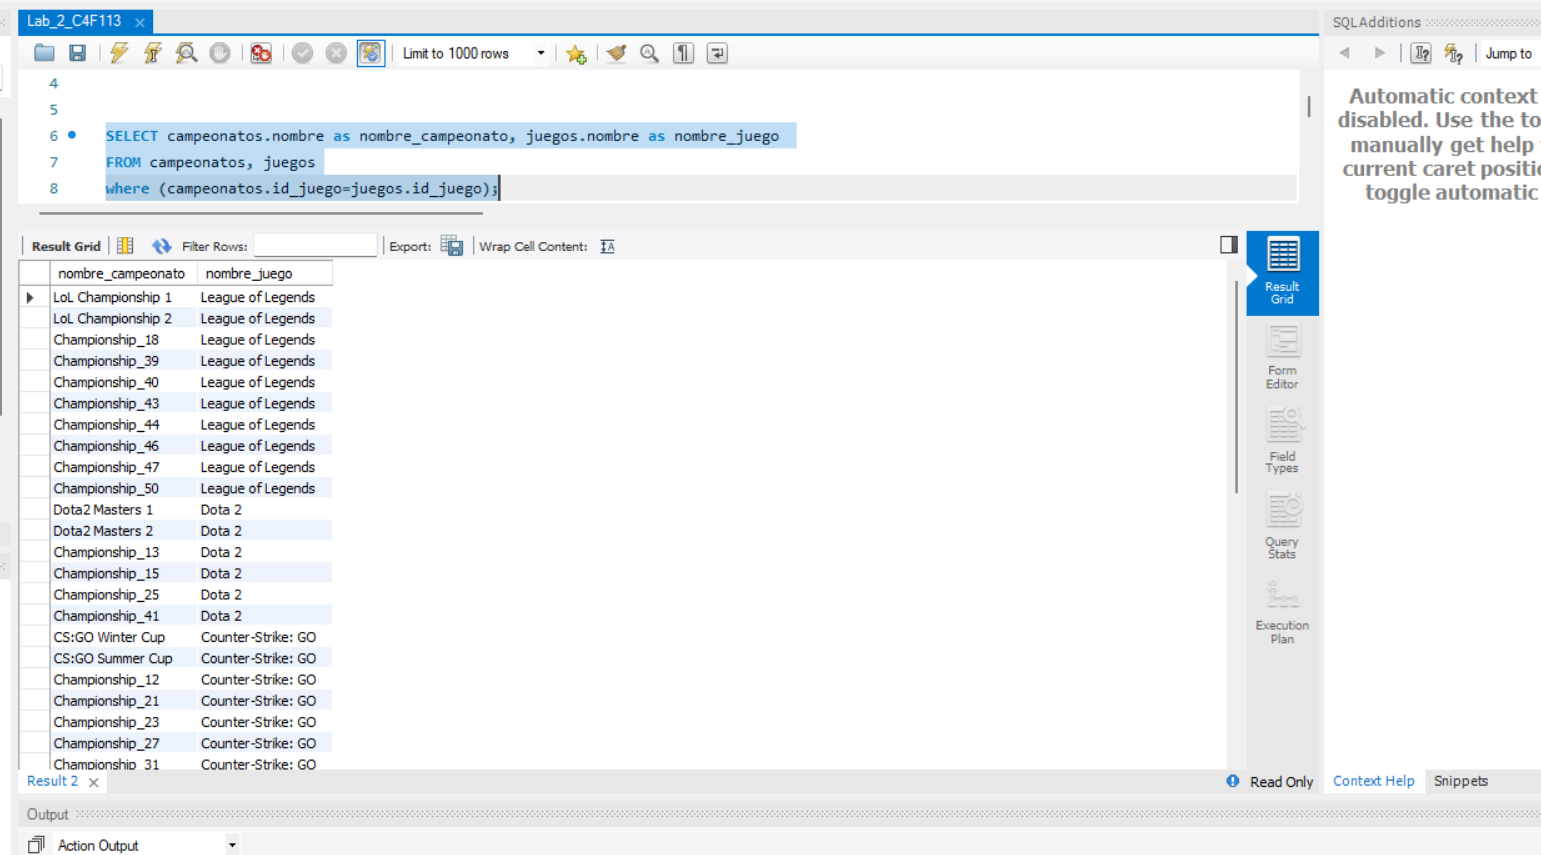 Lab_2_C4F113
SQLAdditions
Limit to 1000 rows
Jump to
4
5
6 SELECT campeonatos.nombre as nombre_campeonato, juegos.nombre as nombre_juego
7 FROM campeonatos, juegos
8 where (campeonatos.id_juego=juegos.id_juego);
Automatic context
disabled. Use the to
manually get help
current caret positi
toggle automatic
Result Grid Filter Rows: Export: Wrap Cell Content:
nombre_campeonato nombre_juego
LoL Championship 1 League of Legends
LoL Championship 2 League of Legends
Championship_18 League of Legends
Championship_39 League of Legends
Championship_40 League of Legends
Championship_43 League of Legends
Championship_44 League of Legends
Championship_46 League of Legends
Championship_47 League of Legends
Championship_50 League of Legends
Dota2 Masters 1 Dota 2
Dota2 Masters 2 Dota 2
Championship_13 Dota 2
Championship_15 Dota 2
Championship_25 Dota 2
Championship_41 Dota 2
CS:GO Winter Cup Counter-Strike: GO
CS:GO Summer Cup Counter-Strike: GO
Championship_12 Counter-Strike: GO
Championship_21 Counter-Strike: GO
Championship_23 Counter-Strike: GO
Championship_27 Counter-Strike: GO
Championship_31 Counter-Strike: GO
Result
Grid
Form
Editor
Field
Types
Query
Stats
Execution
Plan
Result 2
Read Only
Context Help Snippets
Output
Action Output